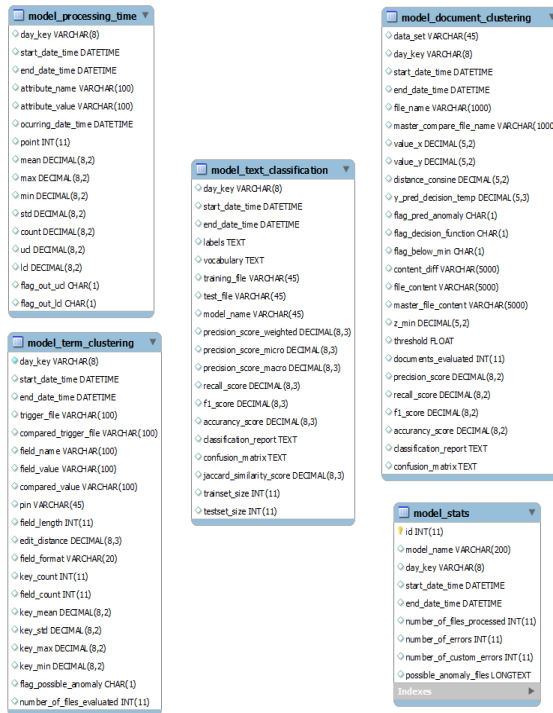 model_processing_time
day_key VARCHAR(8)
start_date_time DATETIME
end_date_time DATETIME
attribute_name VARCHAR(100)
attribute_value VARCHAR(100)
ocurring_date_time DATETIME
point INT(11)
mean DECIMAL(8,2)
max DECIMAL(8,2)
min DECIMAL(8,2)
std DECIMAL(8,2)
count DECIMAL(8,2)
ucl DECIMAL(8,2)
lcl DECIMAL(8,2)
flag_out_ucl CHAR(1)
flag_out_lcl CHAR(1)
model_term_clustering
day_key VARCHAR(8)
start_date_time DATETIME
end_date_time DATETIME
trigger_file VARCHAR(100)
compared_trigger_file VARCHAR(100)
field_name VARCHAR(100)
field_value VARCHAR(100)
compared_value VARCHAR(100)
pin VARCHAR(45)
field_length INT(11)
edit_distance DECIMAL(8,3)
field_format VARCHAR(20)
key_count INT(11)
field_count INT(11)
key_mean DECIMAL(8,2)
key_std DECIMAL(8,2)
key_max DECIMAL(8,2)
key_min DECIMAL(8,2)
flag_possible_anomaly CHAR(1)
number_of_files_evaluated INT(11)
model_text_classification
day_key VARCHAR(8)
start_date_time DATETIME
end_date_time DATETIME
labels TEXT
vocabulary TEXT
training_file VARCHAR(45)
test_file VARCHAR(45)
model_name VARCHAR(45)
precision_score_weighted DECIMAL(8,3)
precision_score_micro DECIMAL(8,3)
precision_score_macro DECIMAL(8,3)
recall_score DECIMAL(8,3)
f1_score DECIMAL(8,3)
accurancy_score DECIMAL(8,3)
classification_report TEXT
confusion_matrix TEXT
jaccard_similarity_score DECIMAL(8,3)
trainset_size INT(11)
testset_size INT(11)
model_document_clustering
data_set VARCHAR(45)
day_key VARCHAR(8)
start_date_time DATETIME
end_date_time DATETIME
file_name VARCHAR(1000)
master_compare_file_name VARCHAR(1000
value_x DECIMAL(5,2)
value_y DECIMAL(5,2)
distance_consine DECIMAL(5,2)
y_pred_decision_temp DECIMAL(5,3)
flag_pred_anomaly CHAR(1)
flag_decision_function CHAR(1)
flag_below_min CHAR(1)
content_diff VARCHAR(5000)
file_content VARCHAR(5000)
master_file_content VARCHAR(5000)
z_min DECIMAL(5,2)
threshold FLOAT
documents_evaluated INT(11)
precision_score DECIMAL(8,2)
recall_score DECIMAL(8,2)
f1_score DECIMAL(8,2)
accurancy_score DECIMAL(8,2)
classification_report TEXT
confusion_matrix TEXT
model_stats
id INT(11)
model_name VARCHAR(200)
day_key VARCHAR(8)
start_date_time DATETIME
end_date_time DATETIME
number_of_files_processed INT(11)
number_of_errors INT(11)
number_of_custom_errors INT(11)
possible_anomaly_files LONGTEXT
Indexes